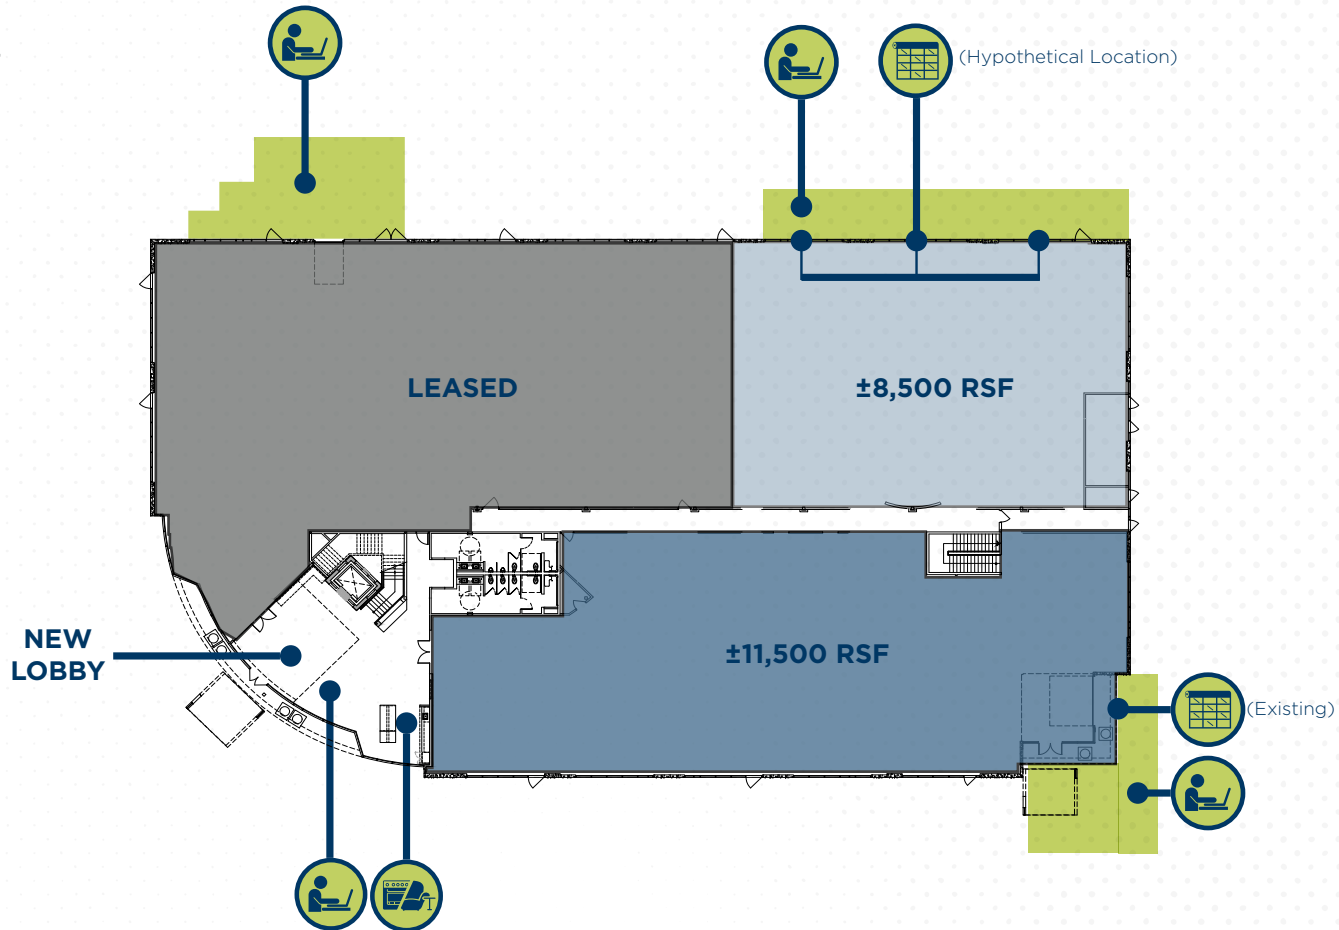 (Hypothetical Location)
LEASED
±8,500 RSF
NEW
LOBBY
±11,500 RSF
(Existing)